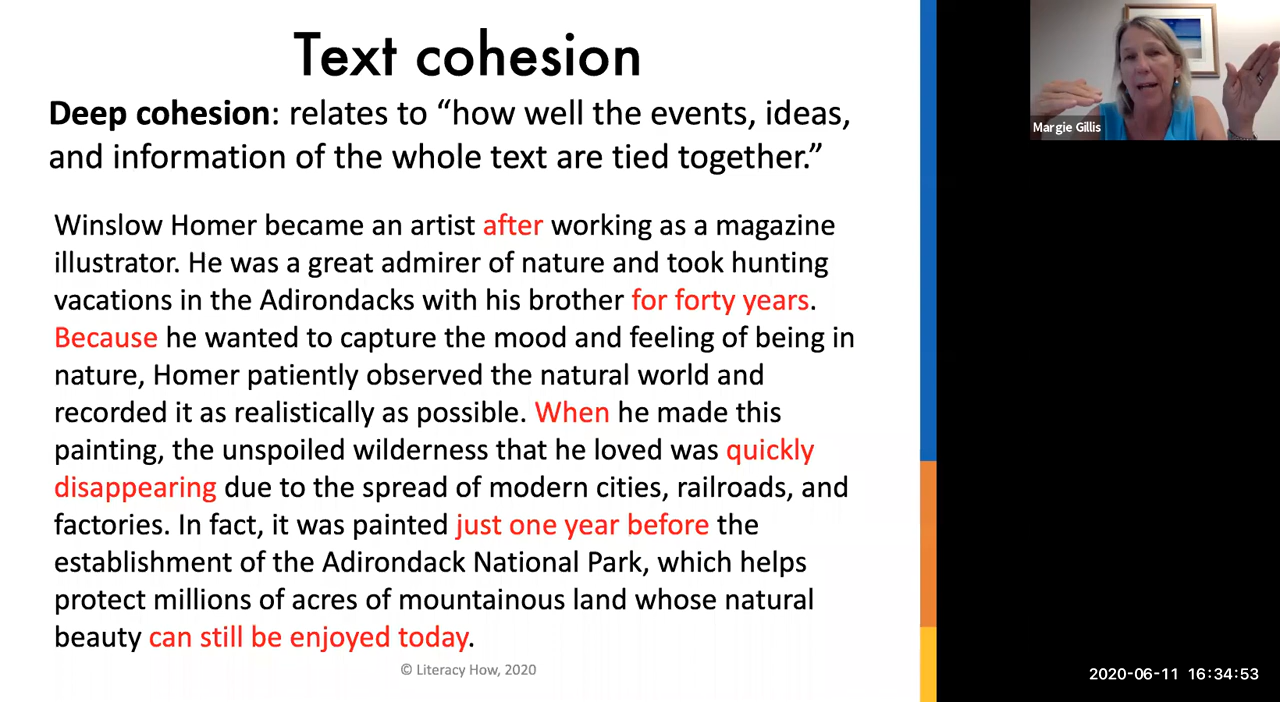 Text cohesion
Deep cohesion: relates to “how well the events, ideas,
and information of the whole text are tied together.”
Winslow Homer became an artist after working as a magazine
illustrator. He was a great admirer of nature and took hunting
vacations in the Adirondacks with his brother for forty years.
Because he wanted to capture the mood and feeling of being in
nature, Homer patiently observed the natural world and
recorded it as realistically as possible. When he made this
painting, the unspoiled wilderness that he loved was quickly
disappearing due to the spread of modern cities, railroads, and
factories. In fact, it was painted just one year before the
establishment of the Adirondack National Park, which helps
protect millions of acres of mountainous land whose natural
beauty can still be enjoyed today.
© Literacy How, 2020
Margie Gillis
2020-06-11 16:34:53